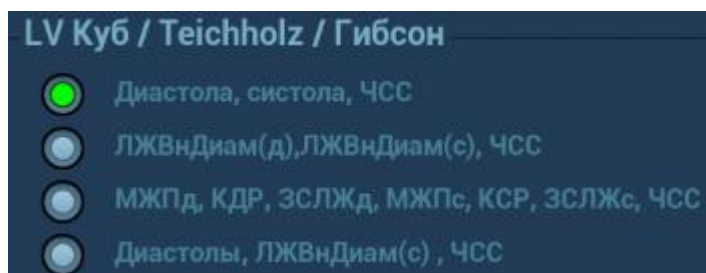 LV Куб / Teichholz / Гибсон
Диастола, систола, ЧСС
ЛЖВнДиам(д),ЛЖВнДиам(с), ЧСС
МЖПд, КДР, ЗСЛЖд, МЖПс, КСР, ЗСЛЖс, ЧСС
Диастолы, ЛЖВнДиам(с) , ЧСС